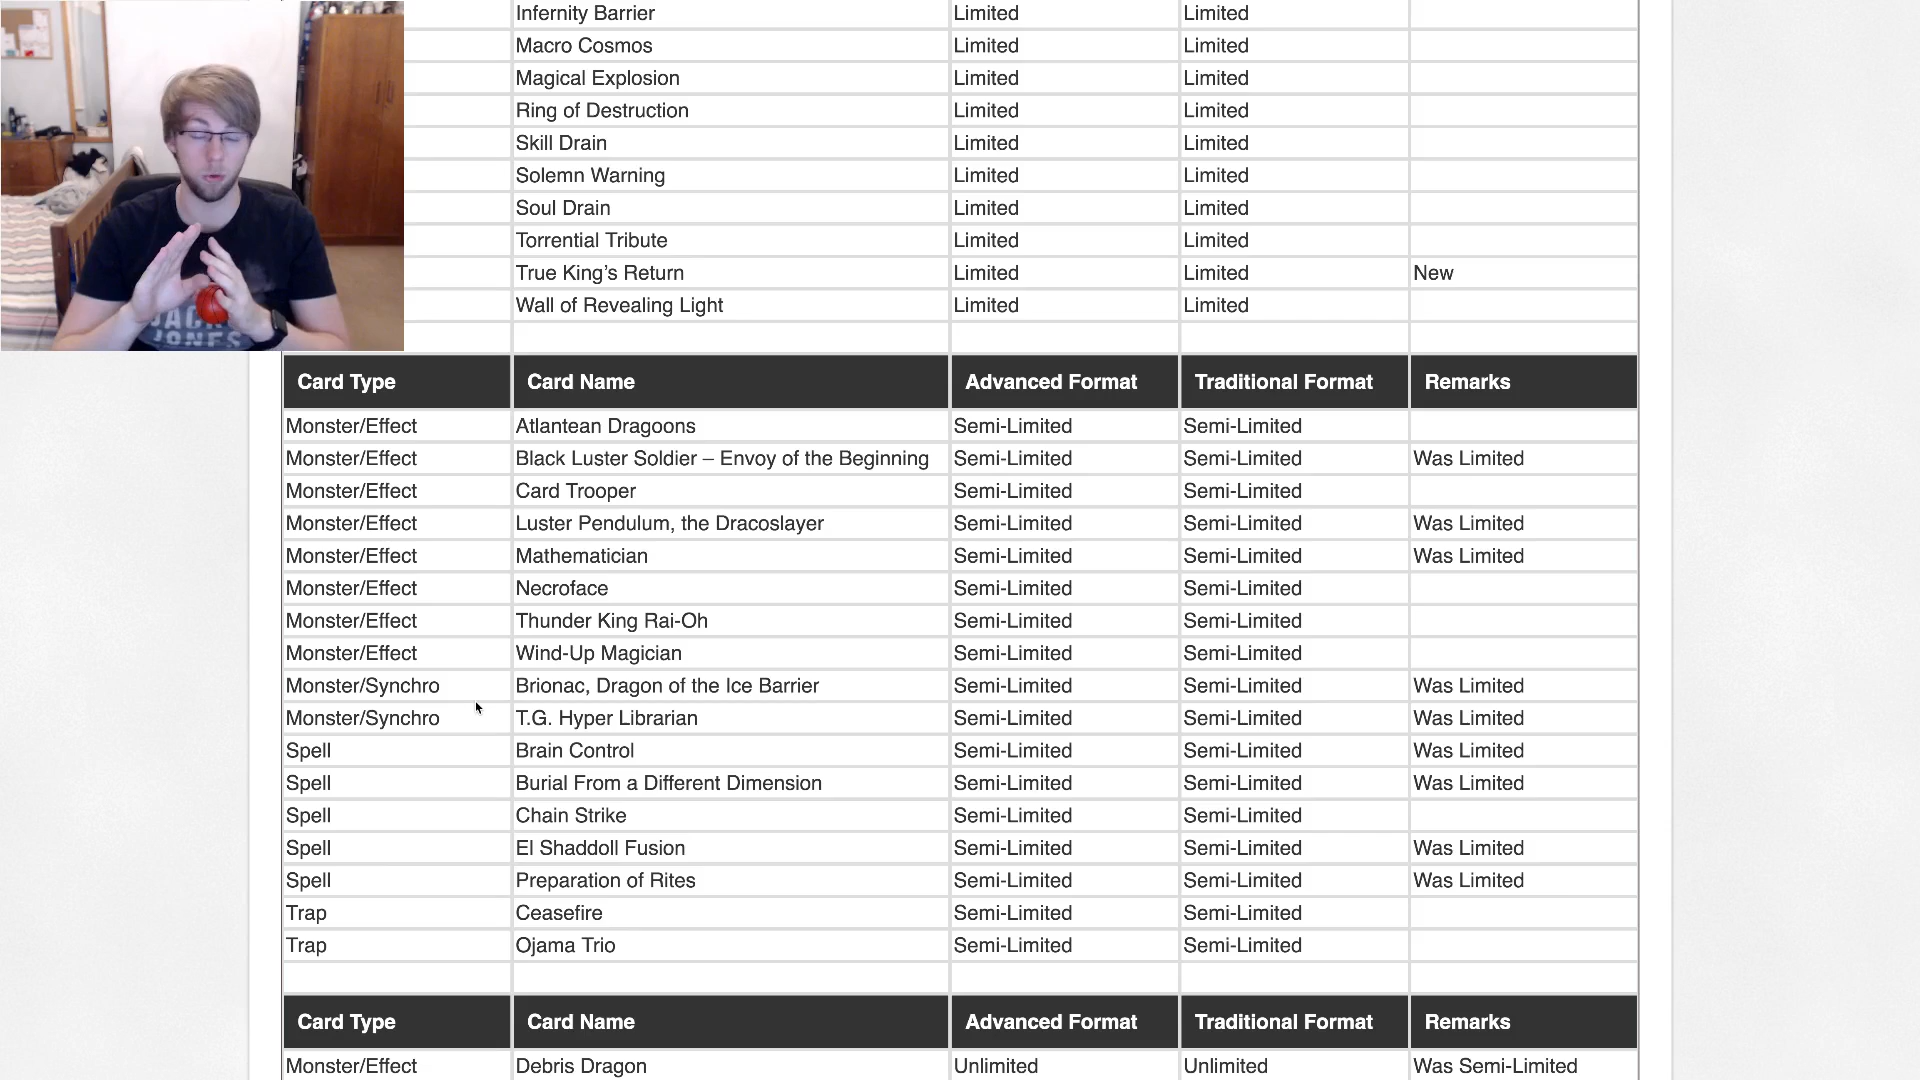 Infernity Barrier Limited Limited
Macro Cosmos Limited Limited
Magical Explosion Limited Limited
Ring of Destruction Limited Limited
Skill Drain Limited Limited
Solemn Warning Limited Limited
Soul Drain Limited Limited
Torrential Tribute Limited Limited
True King’s Return Limited Limited New
Wall of Revealing Light Limited Limited
JACK
JONES
Card Type Card Name Advanced Format Traditional Format Remarks
Monster/Effect Atlantean Dragoons Semi-Limited Semi-Limited
Monster/Effect Black Luster Soldier – Envoy of the Beginning Semi-Limited Semi-Limited Was Limited
Monster/Effect Card Trooper Semi-Limited Semi-Limited
Monster/Effect Luster Pendulum, the Dracoslayer Semi-Limited Semi-Limited Was Limited
Monster/Effect Mathematician Semi-Limited Semi-Limited Was Limited
Monster/Effect Necroface Semi-Limited Semi-Limited
Monster/Effect Thunder King Rai-Oh Semi-Limited Semi-Limited
Monster/Effect Wind-Up Magician Semi-Limited Semi-Limited
Monster/Synchro Brionac, Dragon of the Ice Barrier Semi-Limited Semi-Limited Was Limited
Monster/Synchro T.G. Hyper Librarian Semi-Limited Semi-Limited Was Limited
Spell Brain Control Semi-Limited Semi-Limited Was Limited
Spell Burial From a Different Dimension Semi-Limited Semi-Limited Was Limited
Spell Chain Strike Semi-Limited Semi-Limited
Spell El Shaddoll Fusion Semi-Limited Semi-Limited Was Limited
Spell Preparation of Rites Semi-Limited Semi-Limited Was Limited
Trap Ceasefire Semi-Limited Semi-Limited
Trap Ojama Trio Semi-Limited Semi-Limited
Card Type Card Name Advanced Format Traditional Format Remarks
Monster/Effect Debris Dragon Unlimited Unlimited Was Semi-Limited